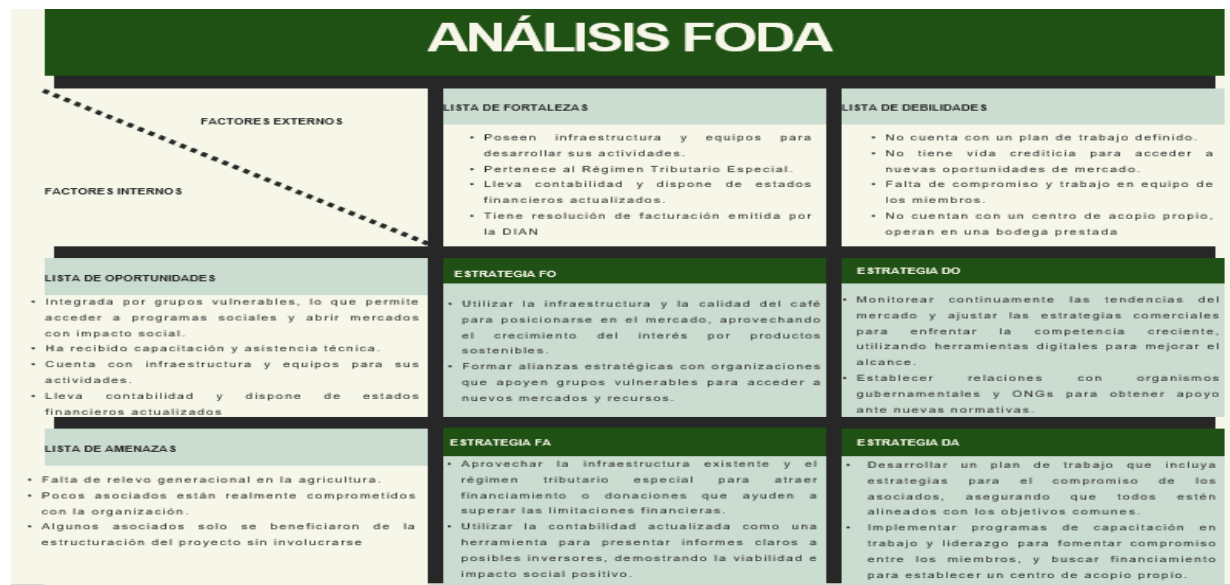 ANÁLISIS FODA
FACTORES EXTERNOS
FACTORES INTERNOS
LISTA DE FORTALEZAS
• Poseen infraestructura y equipos para
desarrollar sus actividades.
• Pertenece al Régimen Tributario Especial.
• Lleva contabilidad y dispone de estados
financieros actualizados.
• Tiene resolución de facturación emitida por
la DIAN
LISTA DE DEBILIDADES
• No cuenta con un plan de trabajo definido.
• No tiene vida crediticia para acceder a
nuevas oportunidades de mercado.
• Falta de compromiso y trabajo en equipo de
los miembros.
• No cuentan con un centro de acopio propio,
operan en una bodega prestada
LISTA DE OPORTUNIDADES
• Integrada por grupos vulnerables, lo que permite
acceder a programas sociales y abrir mercados
con impacto social.
• Ha recibido capacitación y asistencia técnica.
• Cuenta con infraestructura y equipos para sus
actividades.
• Lleva contabilidad y dispone de estados
financieros actualizados
ESTRATEGIA FO
• Utilizar la infraestructura y la calidad del café
para posicionarse en el mercado, aprovechando
el crecimiento del interés por productos
sostenibles.
• Formar alianzas estratégicas con organizaciones
que apoyen grupos vulnerables para acceder a
nuevos mercados y recursos.
ESTRATEGIA DO
• Monitorear continuamente las tendencias del
mercado y ajustar las estrategias comerciales
para enfrentar la competencia creciente,
utilizando herramientas digitales para mejorar el
alcance.
• Establecer relaciones con organismos
gubernamentales y ONGs para obtener apoyo
ante nuevas normativas.
LISTA DE AMENAZAS
• Falta de relevo generacional en la agricultura.
• Pocos asociados están realmente comprometidos
con la organización.
• Algunos asociados solo se beneficiaron de la
estructuración del proyecto sin involucrarse
ESTRATEGIA FA
• Aprovechar la infraestructura existente y el
régimen tributario especial para atraer
financiamiento o donaciones que ayuden a
superar las limitaciones financieras.
• Utilizar la contabilidad actualizada como una
herramienta para presentar informes claros a
posibles inversores, demostrando la viabilidad e
impacto social positivo.
ESTRATEGIA DA
• Desarrollar un plan de trabajo que incluya
estrategias para el compromiso de los
asociados, asegurando que todos estén
alineados con los objetivos comunes.
• Implementar programas de capacitación en
trabajo y liderazgo para fomentar compromiso
entre los miembros, y buscar financiamiento
para establecer un centro de acopio propio.